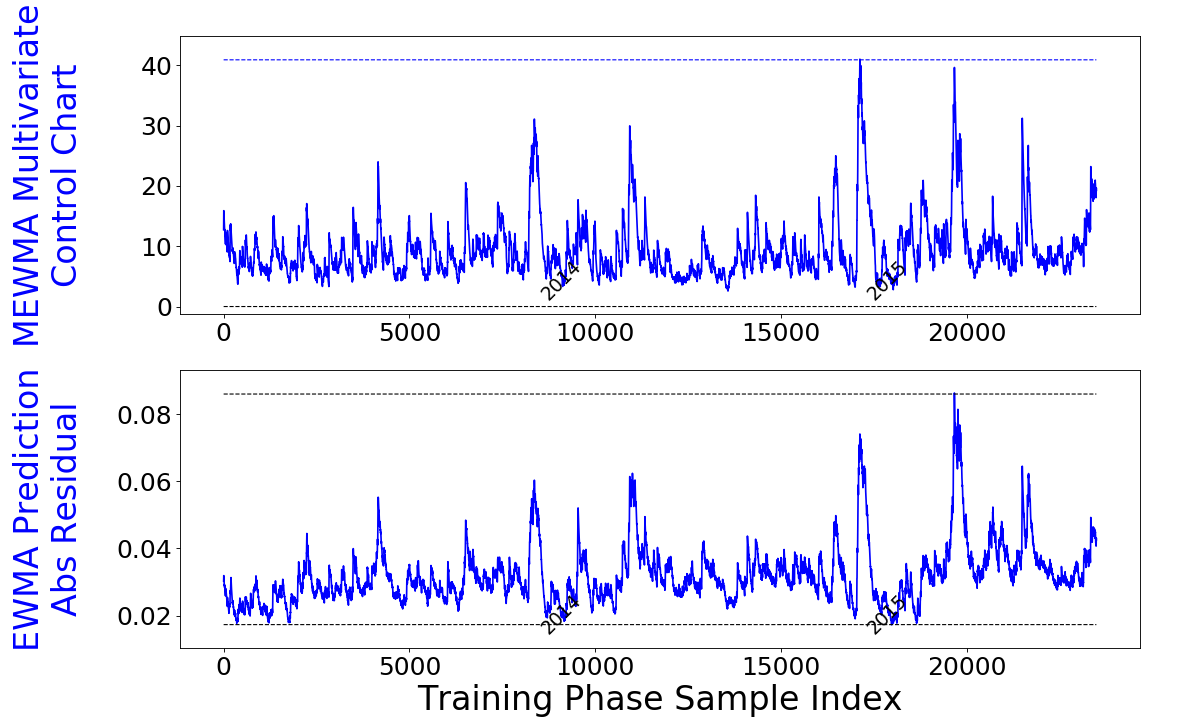 MEWMA Multivariate
Control Chart
40
30
20
10
0
2014
2015
0 5000 10000 15000 20000
EWMA Prediction
Abs Residual
0.08
0.06
0.04
0.02
2014
2015
0 5000 10000 15000 20000
Training Phase Sample Index